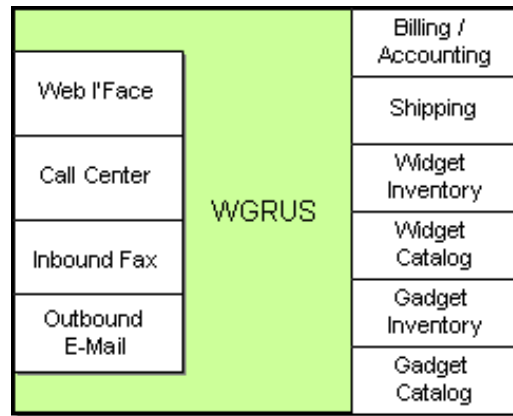 Web I'Face
Call Center
Inbound Fax
Outbound
E-Mail
WGRUS
Billing /
Accounting
Shipping
Widget
Inventory
Widget
Catalog
Gadget
Inventory
Gadget
Catalog